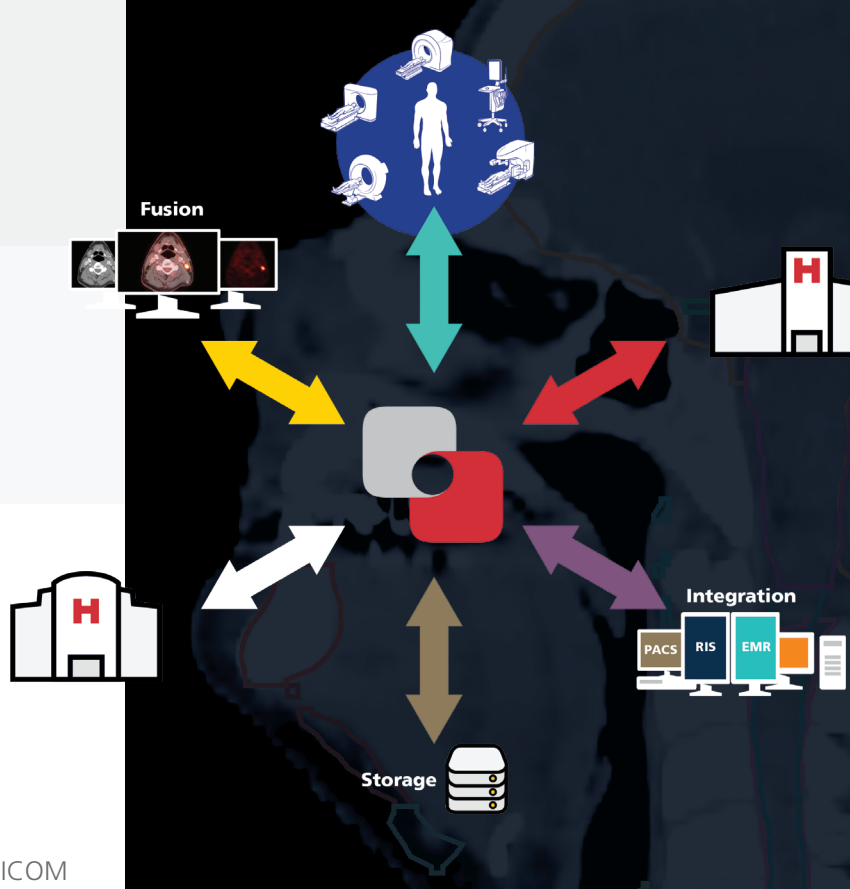 Fusion
H
H
Integration
PACS
RIS
EMR
Storage
ICOM